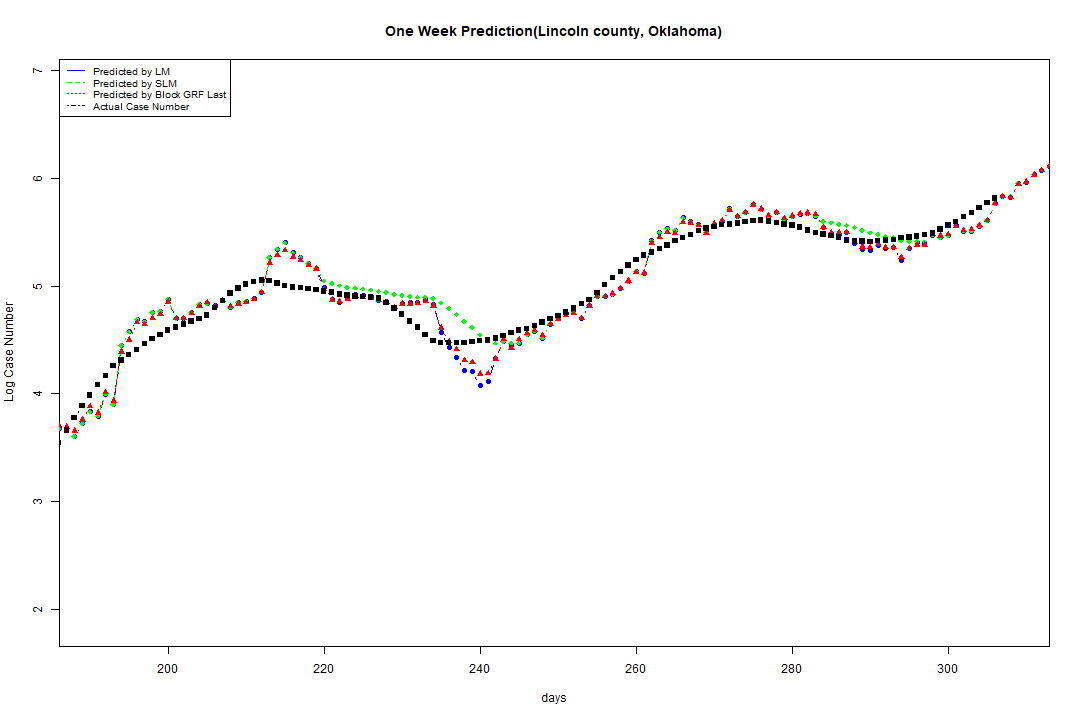 One Week Prediction(Lincoln county, Oklahoma)
Predicted by LM
Predicted by SLM
Predicted by Block GRF Last
Actual Case Number
7
6
5
4
3
2
Log Case Number
200 220 240 260 280 300
days